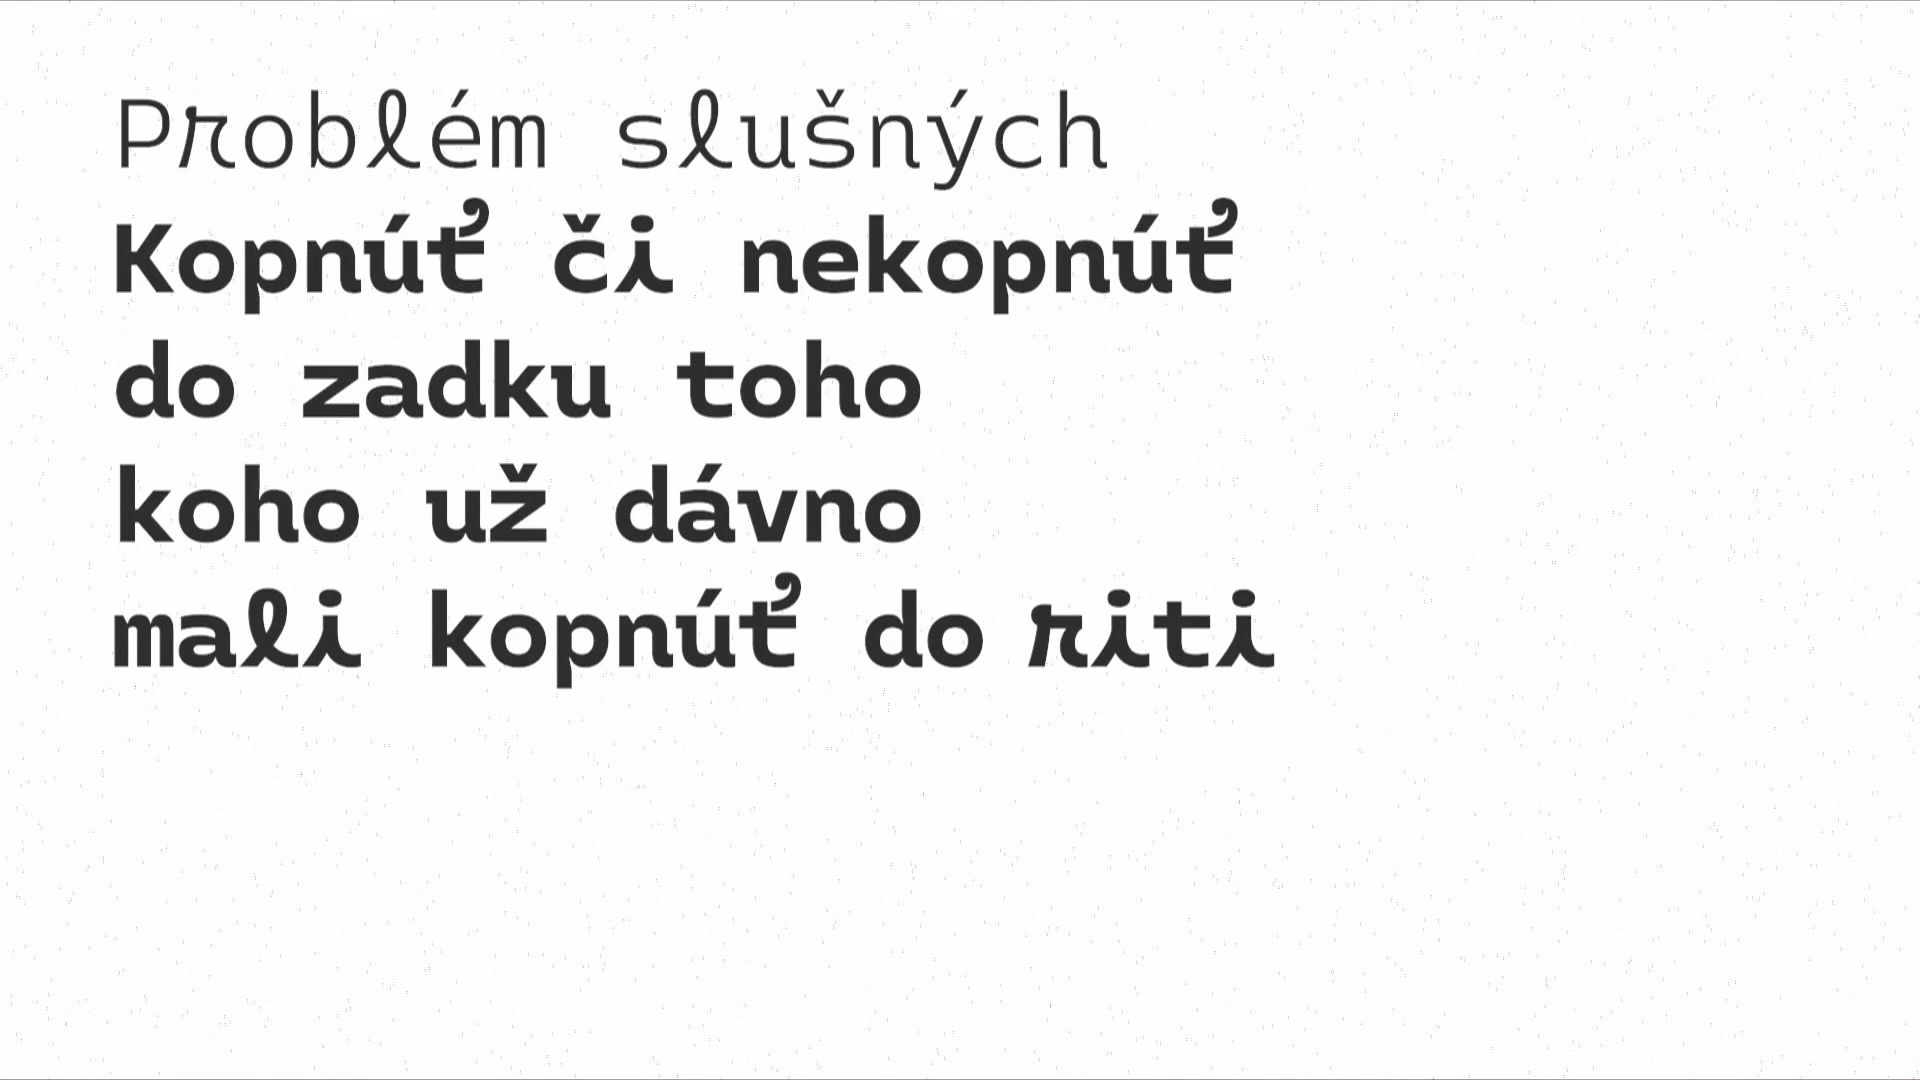 Problém slušných
Kopnúť či nekopnúť
do zadku toho
koho už dávno
mali kopnúť do riti